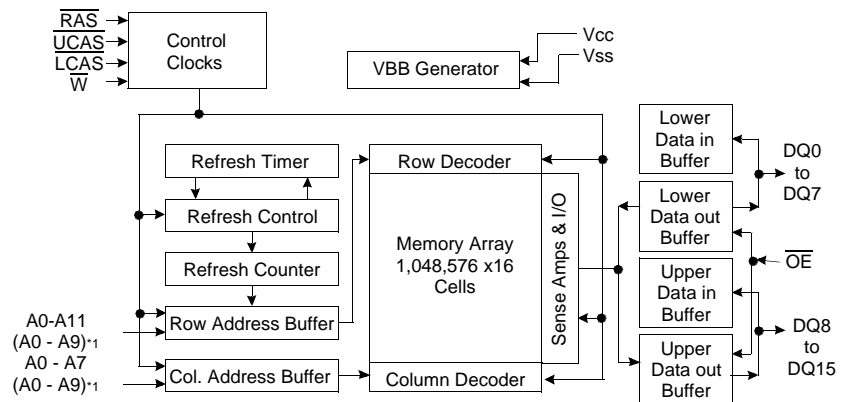 RAS
UCAS
LCAS
W
Control
Clocks
VBB Generator
Vcc
Vss
Refresh Timer
Refresh Control
Refresh Counter
Row Address Buffer
Col. Address Buffer
A0-A11
(A0 - A9)*1
A0 - A7
(A0 - A9)*1
Row Decoder
Memory Array
1,048,576 x16
Cells
Column Decoder
Sense Amps & I/O
Lower
Data in
Buffer
Lower
Data out
Buffer
Upper
Data in
Buffer
Upper
Data out
Buffer
DQ0
to
DQ7
OE
DQ8
to
DQ15